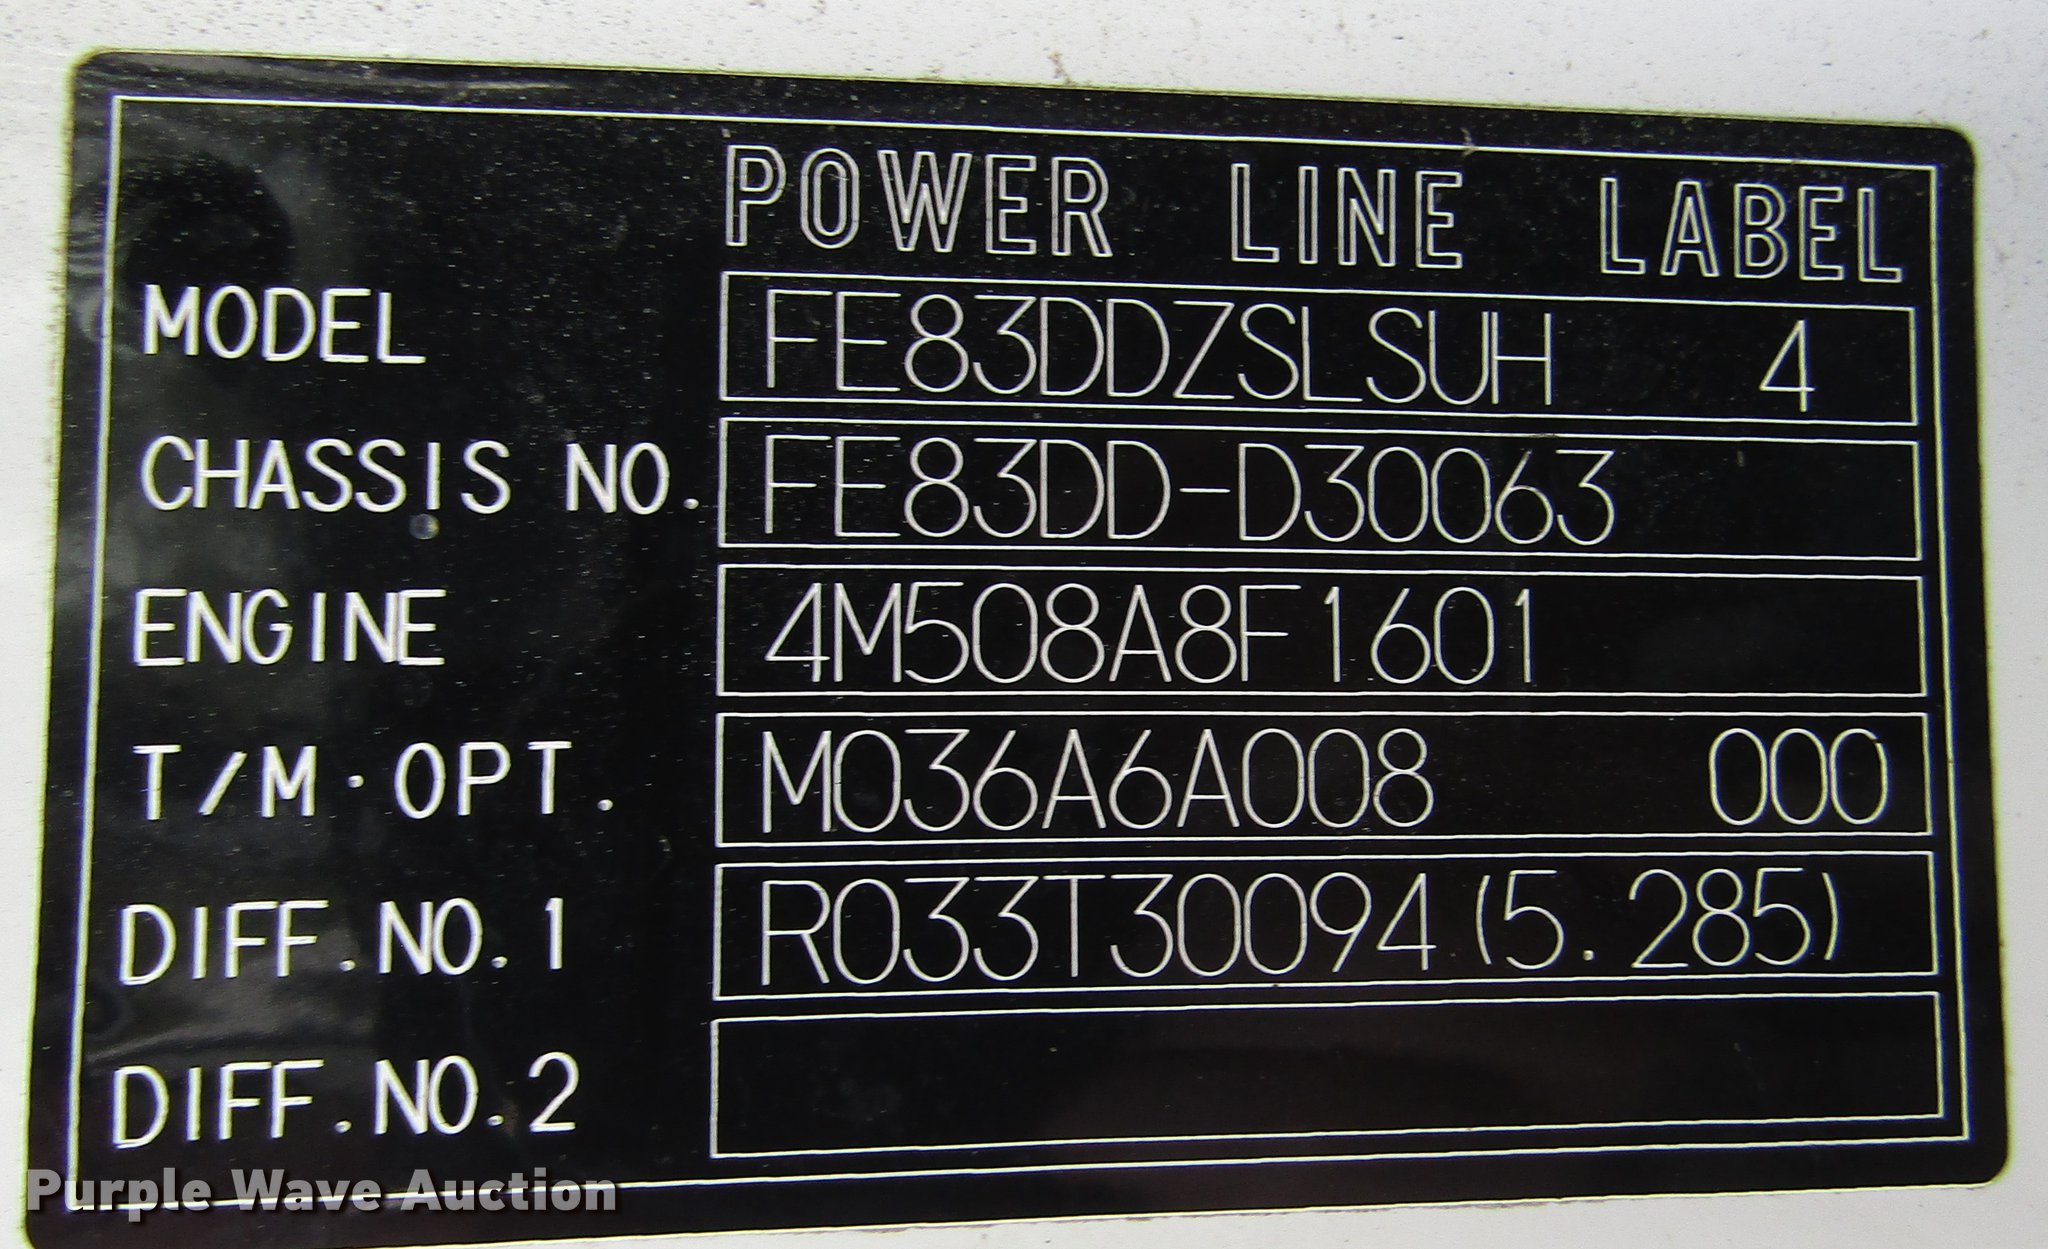 POWER LINE LABEL
MODEL FE83DDZSLSUH 4
CHASSIS NO. FE83DD-D30063
ENGINE 4M508A8F1601
T/M·OPT. M036A6A008 000
DIFF.NO.1 R033T30094(5.285)
DIFF.NO.2
Purple Wave Auction